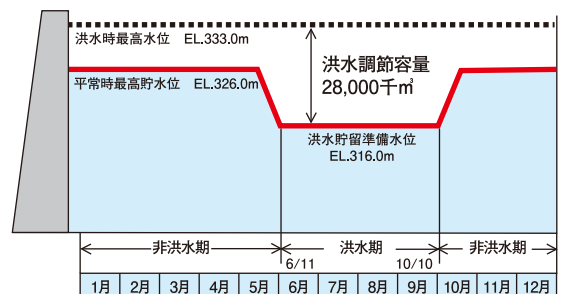 洪水時最高水位 EL.333.0m
平常時最高貯水位 EL.326.0m
洪水調節容量
28,000千㎥
洪水貯留準備水位
EL.316.0m
非洪水期 洪水期 非洪水期
6/11 10/10
1月 2月 3月 4月 5月 6月 7月 8月 9月 10月 11月 12月